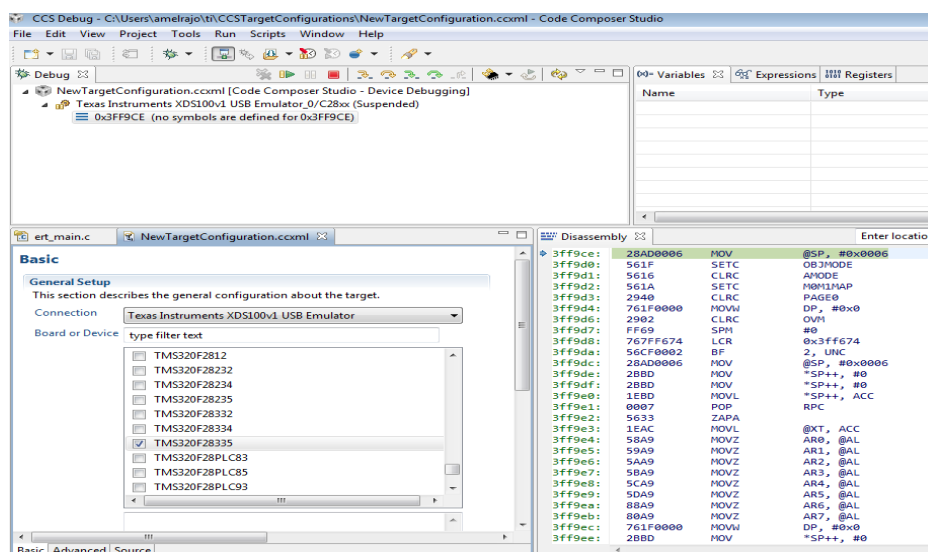 CCS Debug - C:\Users\amelrajo\ti\CCSTargetConfigurations\NewTargetConfiguration.ccxml - Code Composer Studio
File Edit View Project Tools Run Scripts Window Help
Debug
NewTargetConfiguration.ccxml [Code Composer Studio - Device Debugging]
Texas Instruments XDS100v1 USB Emulator_0/C28xx (Suspended)
0x3FF9CE (no symbols are defined for 0x3FF9CE)
(x)= Variables Expressions Registers
Name Type
ert_main.c NewTargetConfiguration.ccxml
Basic
General Setup
This section describes the general configuration about the target.
Connection Texas Instruments XDS100v1 USB Emulator
Board or Device type filter text
TMS320F2812
TMS320F28232
TMS320F28234
TMS320F28235
TMS320F28332
TMS320F28334
TMS320F28335
TMS320F28PLC83
TMS320F28PLC85
TMS320F28PLC93
Basic Advanced Source
Disassembly Enter locatio
3ff9ce: 28AD0006 MOV @SP, #0x0006
3ff9d0: 561F SETC OBJMODE
3ff9d1: 5616 CLRC AMODE
3ff9d2: 561A SETC M0M1MAP
3ff9d3: 2940 CLRC PAGE0
3ff9d4: 761F0000 MOVW DP, #0x0
3ff9d6: 2902 CLRC OVM
3ff9d7: FF69 SPM #0
3ff9d8: 767FF674 LCR 0x3ff674
3ff9da: 56CF0002 BF 2, UNC
3ff9dc: 28AD0006 MOV @SP, #0x0006
3ff9de: 2BBD MOV *SP++, #0
3ff9df: 2BBD MOV *SP++, #0
3ff9e0: 1EBD MOVL *SP++, ACC
3ff9e1: 0007 POP RPC
3ff9e2: 5633 ZAPA
3ff9e3: 1EAC MOVL @XT, ACC
3ff9e4: 58A9 MOVZ AR0, @AL
3ff9e5: 59A9 MOVZ AR1, @AL
3ff9e6: 5AA9 MOVZ AR2, @AL
3ff9e7: 5BA9 MOVZ AR3, @AL
3ff9e8: 5CA9 MOVZ AR4, @AL
3ff9e9: 5DA9 MOVZ AR5, @AL
3ff9ea: 88A9 MOVZ AR6, @AL
3ff9eb: 80A9 MOVZ AR7, @AL
3ff9ec: 761F0000 MOVW DP, #0x0
3ff9ee: 2BBD MOV *SP++, #0